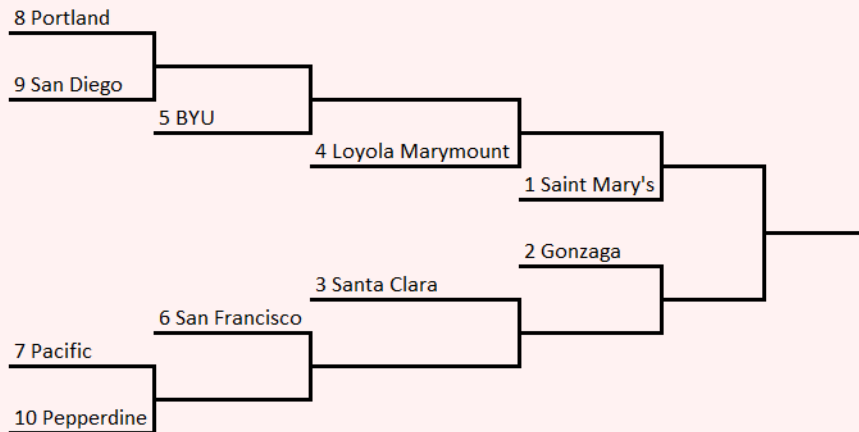 8 Portland
9 San Diego
5 BYU
4 Loyola Marymount
1 Saint Mary's
2 Gonzaga
3 Santa Clara
6 San Francisco
7 Pacific
10 Pepperdine